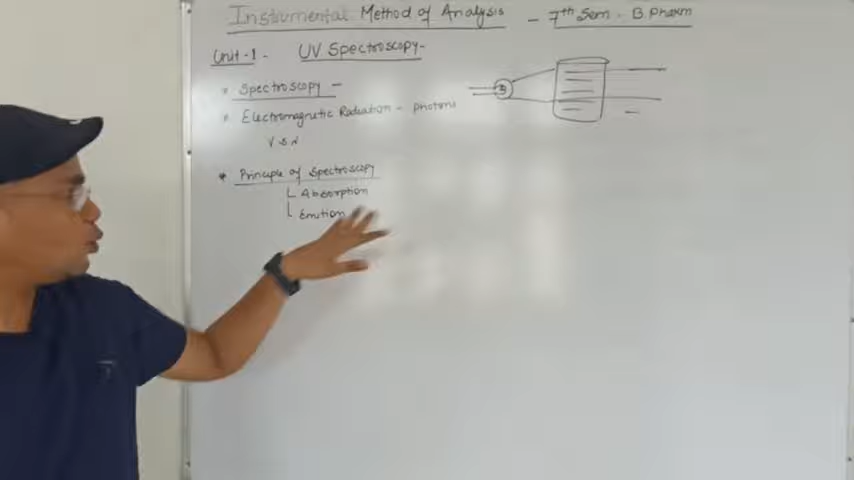 Instrumental Method of Analysis - 7th Sem. B.Pharm
Unit-1- UV Spectroscopy-
Spectroscopy -
Electromagnetic Radiation - photons
Principle of Spectroscopy
Absorption
Emition